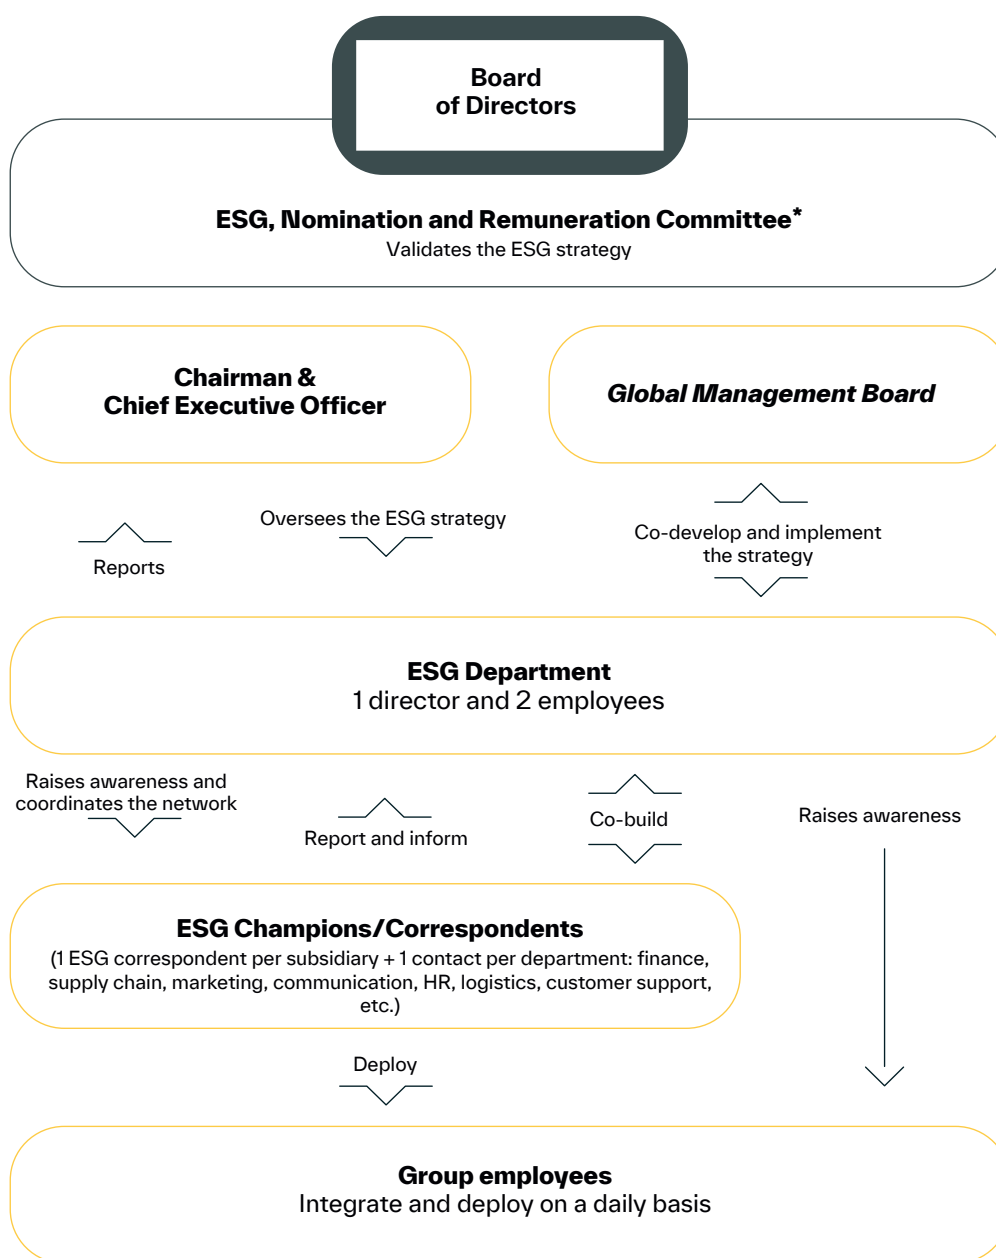 Board
of Directors
ESG, Nomination and Remuneration Committee*
Validates the ESG strategy
Chairman &
Chief Executive Officer
Global Management Board
Reports
Oversees the ESG strategy
Co-develop and implement
the strategy
ESG Department
1 director and 2 employees
Raises awareness and
coordinates the network
Report and inform
Co-build
Raises awareness
ESG Champions/Correspondents
(1 ESG correspondent per subsidiary + 1 contact per department: finance,
supply chain, marketing, communication, HR, logistics, customer support,
etc.)
Deploy
Group employees
Integrate and deploy on a daily basis